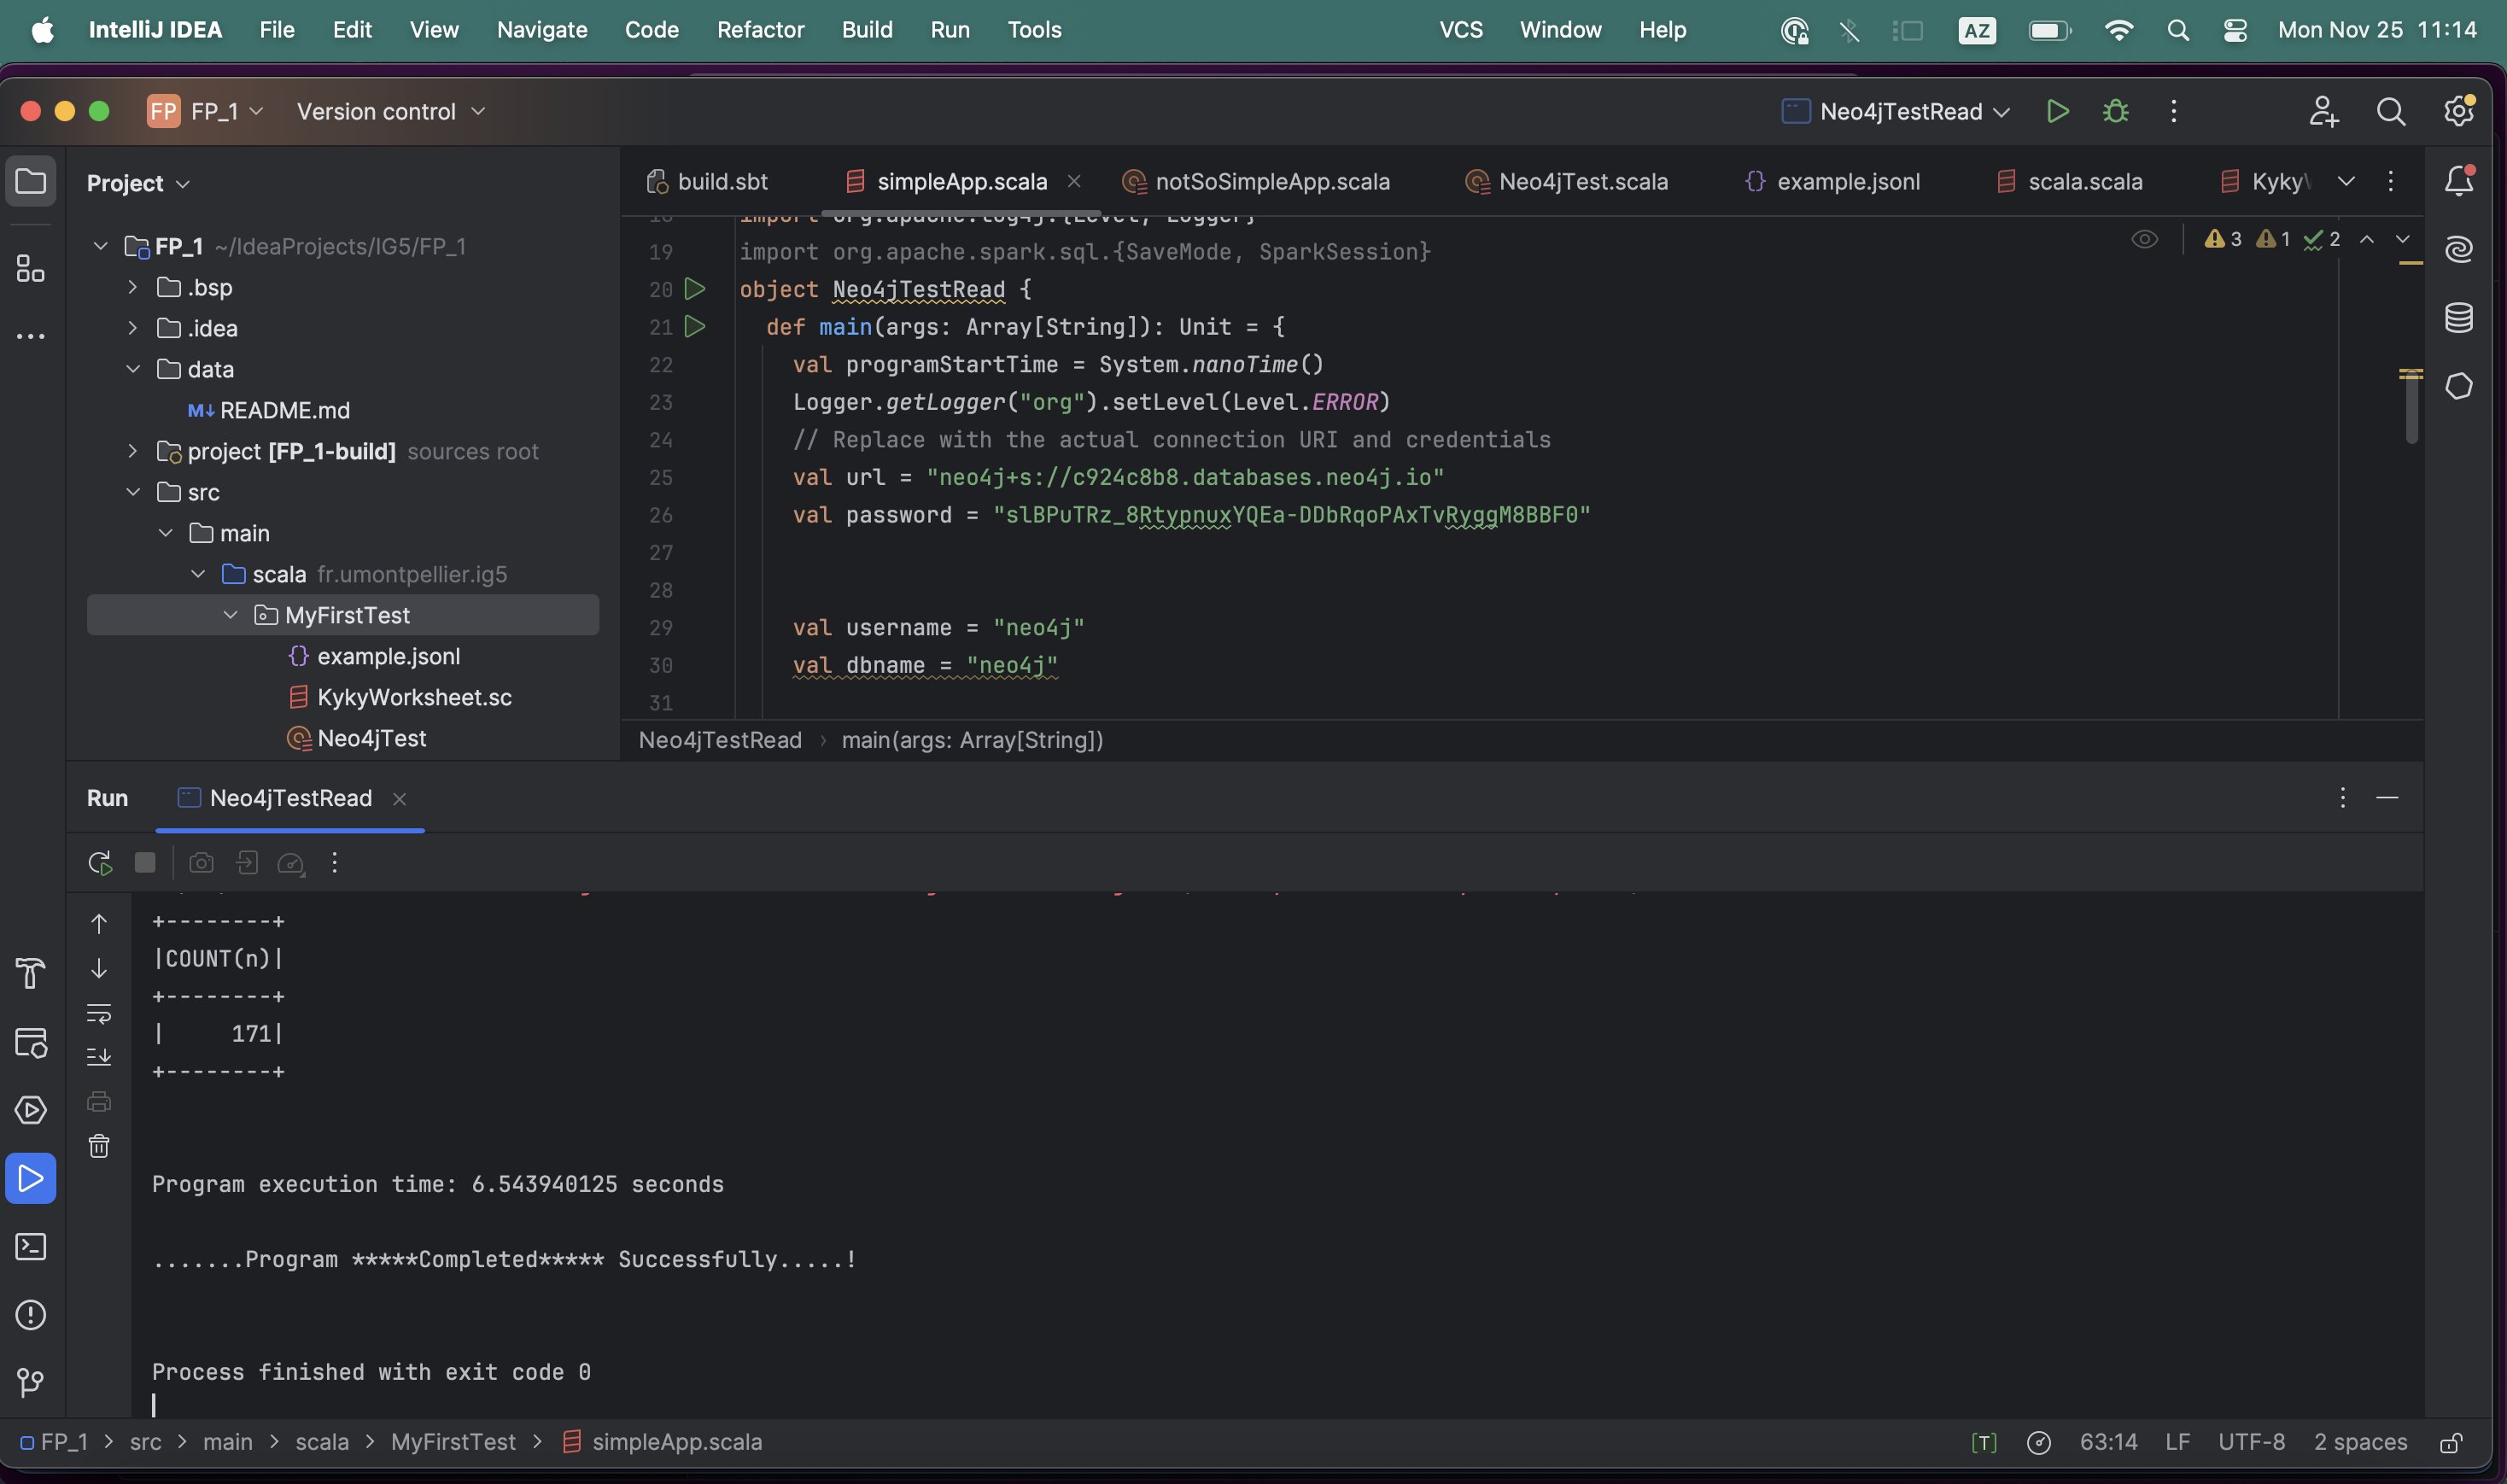 IntelliJ IDEA File Edit View Navigate Code Refactor Build Run Tools VCS Window Help AZ Mon Nov 25 11:14
FP FP_1 Version control Neo4jTestRead
Project
build.sbt simpleApp.scala notSoSimpleApp.scala Neo4jTest.scala example.jsonl scala.scala Kyky
FP_1 ~/IdeaProjects/IG5/FP_1
.bsp
.idea
data
M↓ README.md
project [FP_1-build] sources root
src
main
scala fr.umontpellier.ig5
MyFirstTest
example.jsonl
KykyWorksheet.sc
Neo4jTest
3 1 2
18 import org.apache.log4j.{Level, Logger}
19 import org.apache.spark.sql.{SaveMode, SparkSession}
20 object Neo4jTestRead {
21 def main(args: Array[String]): Unit = {
22 val programStartTime = System.nanoTime()
23 Logger.getLogger("org").setLevel(Level.ERROR)
24 // Replace with the actual connection URI and credentials
25 val url = "neo4j+s://c924c8b8.databases.neo4j.io"
26 val password = "slBPuTRz_8RtypnuxYQEa-DDbRqoPAxTvRyggM8BBF0"
27
28
29 val username = "neo4j"
30 val dbname = "neo4j"
31
Neo4jTestRead › main(args: Array[String])
Run Neo4jTestRead
+--------+
|COUNT(n)|
+--------+
|     171|
+--------+
Program execution time: 6.543940125 seconds
.......Program *****Completed***** Successfully.....!
Process finished with exit code 0
FP_1 > src > main > scala > MyFirstTest > simpleApp.scala [T] 63:14 LF UTF-8 2 spaces